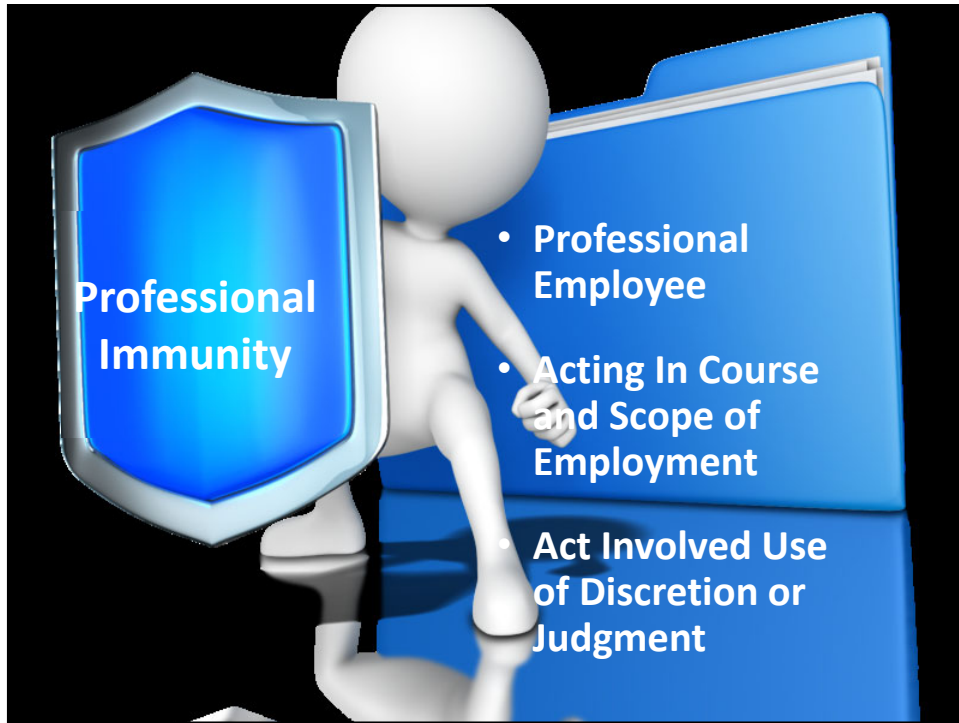 Professional
Immunity
• Professional
Employee
• Acting In Course
and Scope of
Employment
• Act Involved Use
of Discretion or
Judgment